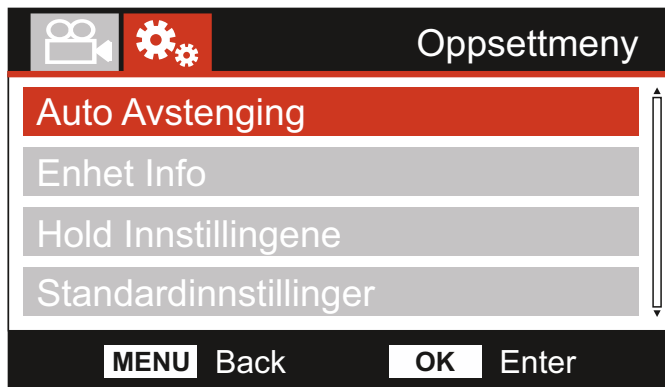 Oppsettmeny
Auto Avstenging
Enhet Info
Hold Innstillingene
Standardinnstillinger
MENU Back OK Enter